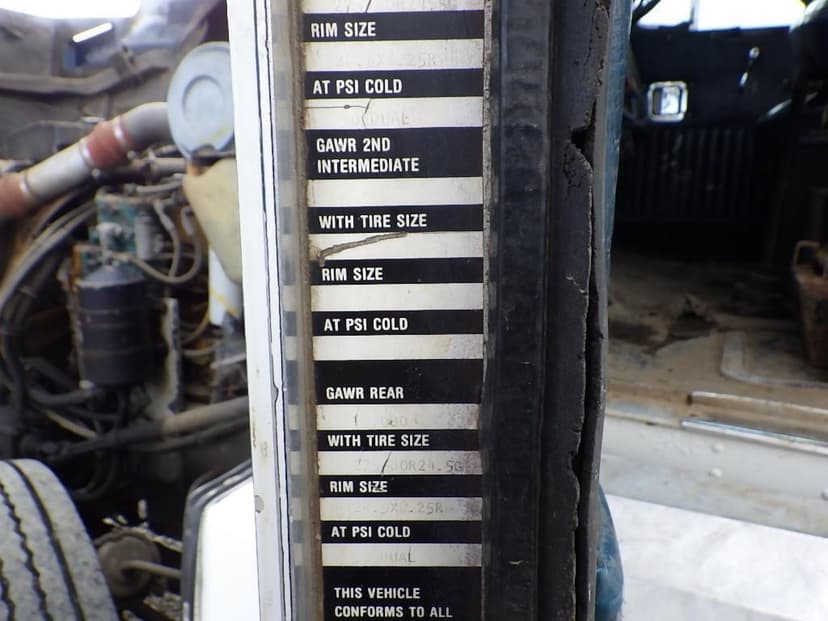 RIM SIZE
AT PSI COLD
DUAL
GAWR 2ND
INTERMEDIATE
WITH TIRE SIZE
RIM SIZE
AT PSI COLD
GAWR REAR
WITH TIRE SIZE
RIM SIZE
AT PSI COLD
DUAL
THIS VEHICLE
CONFORMS TO ALL